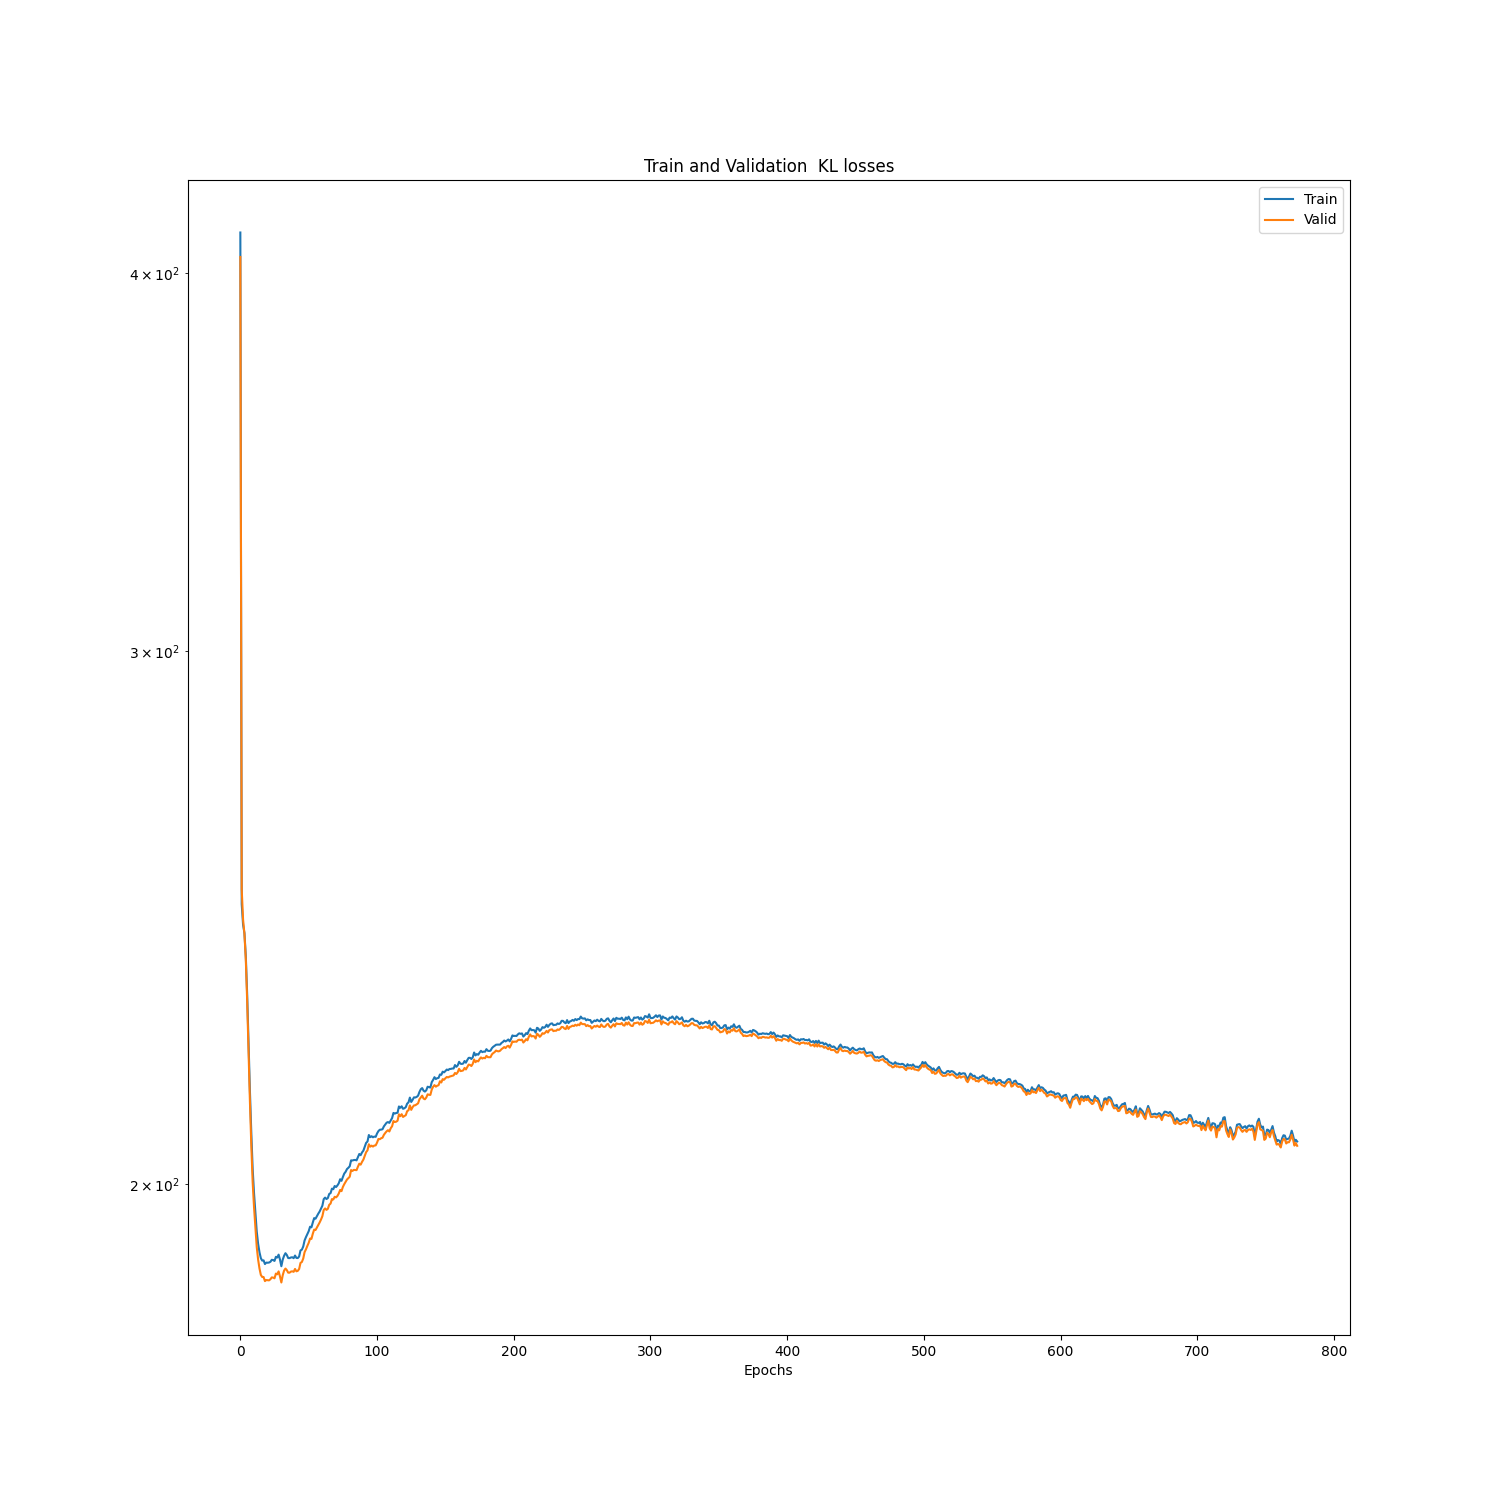 Train and Validation  KL losses
Train
Valid
4 × 10²
3 × 10²
2 × 10²
0 100 200 300 400 500 600 700 800
Epochs